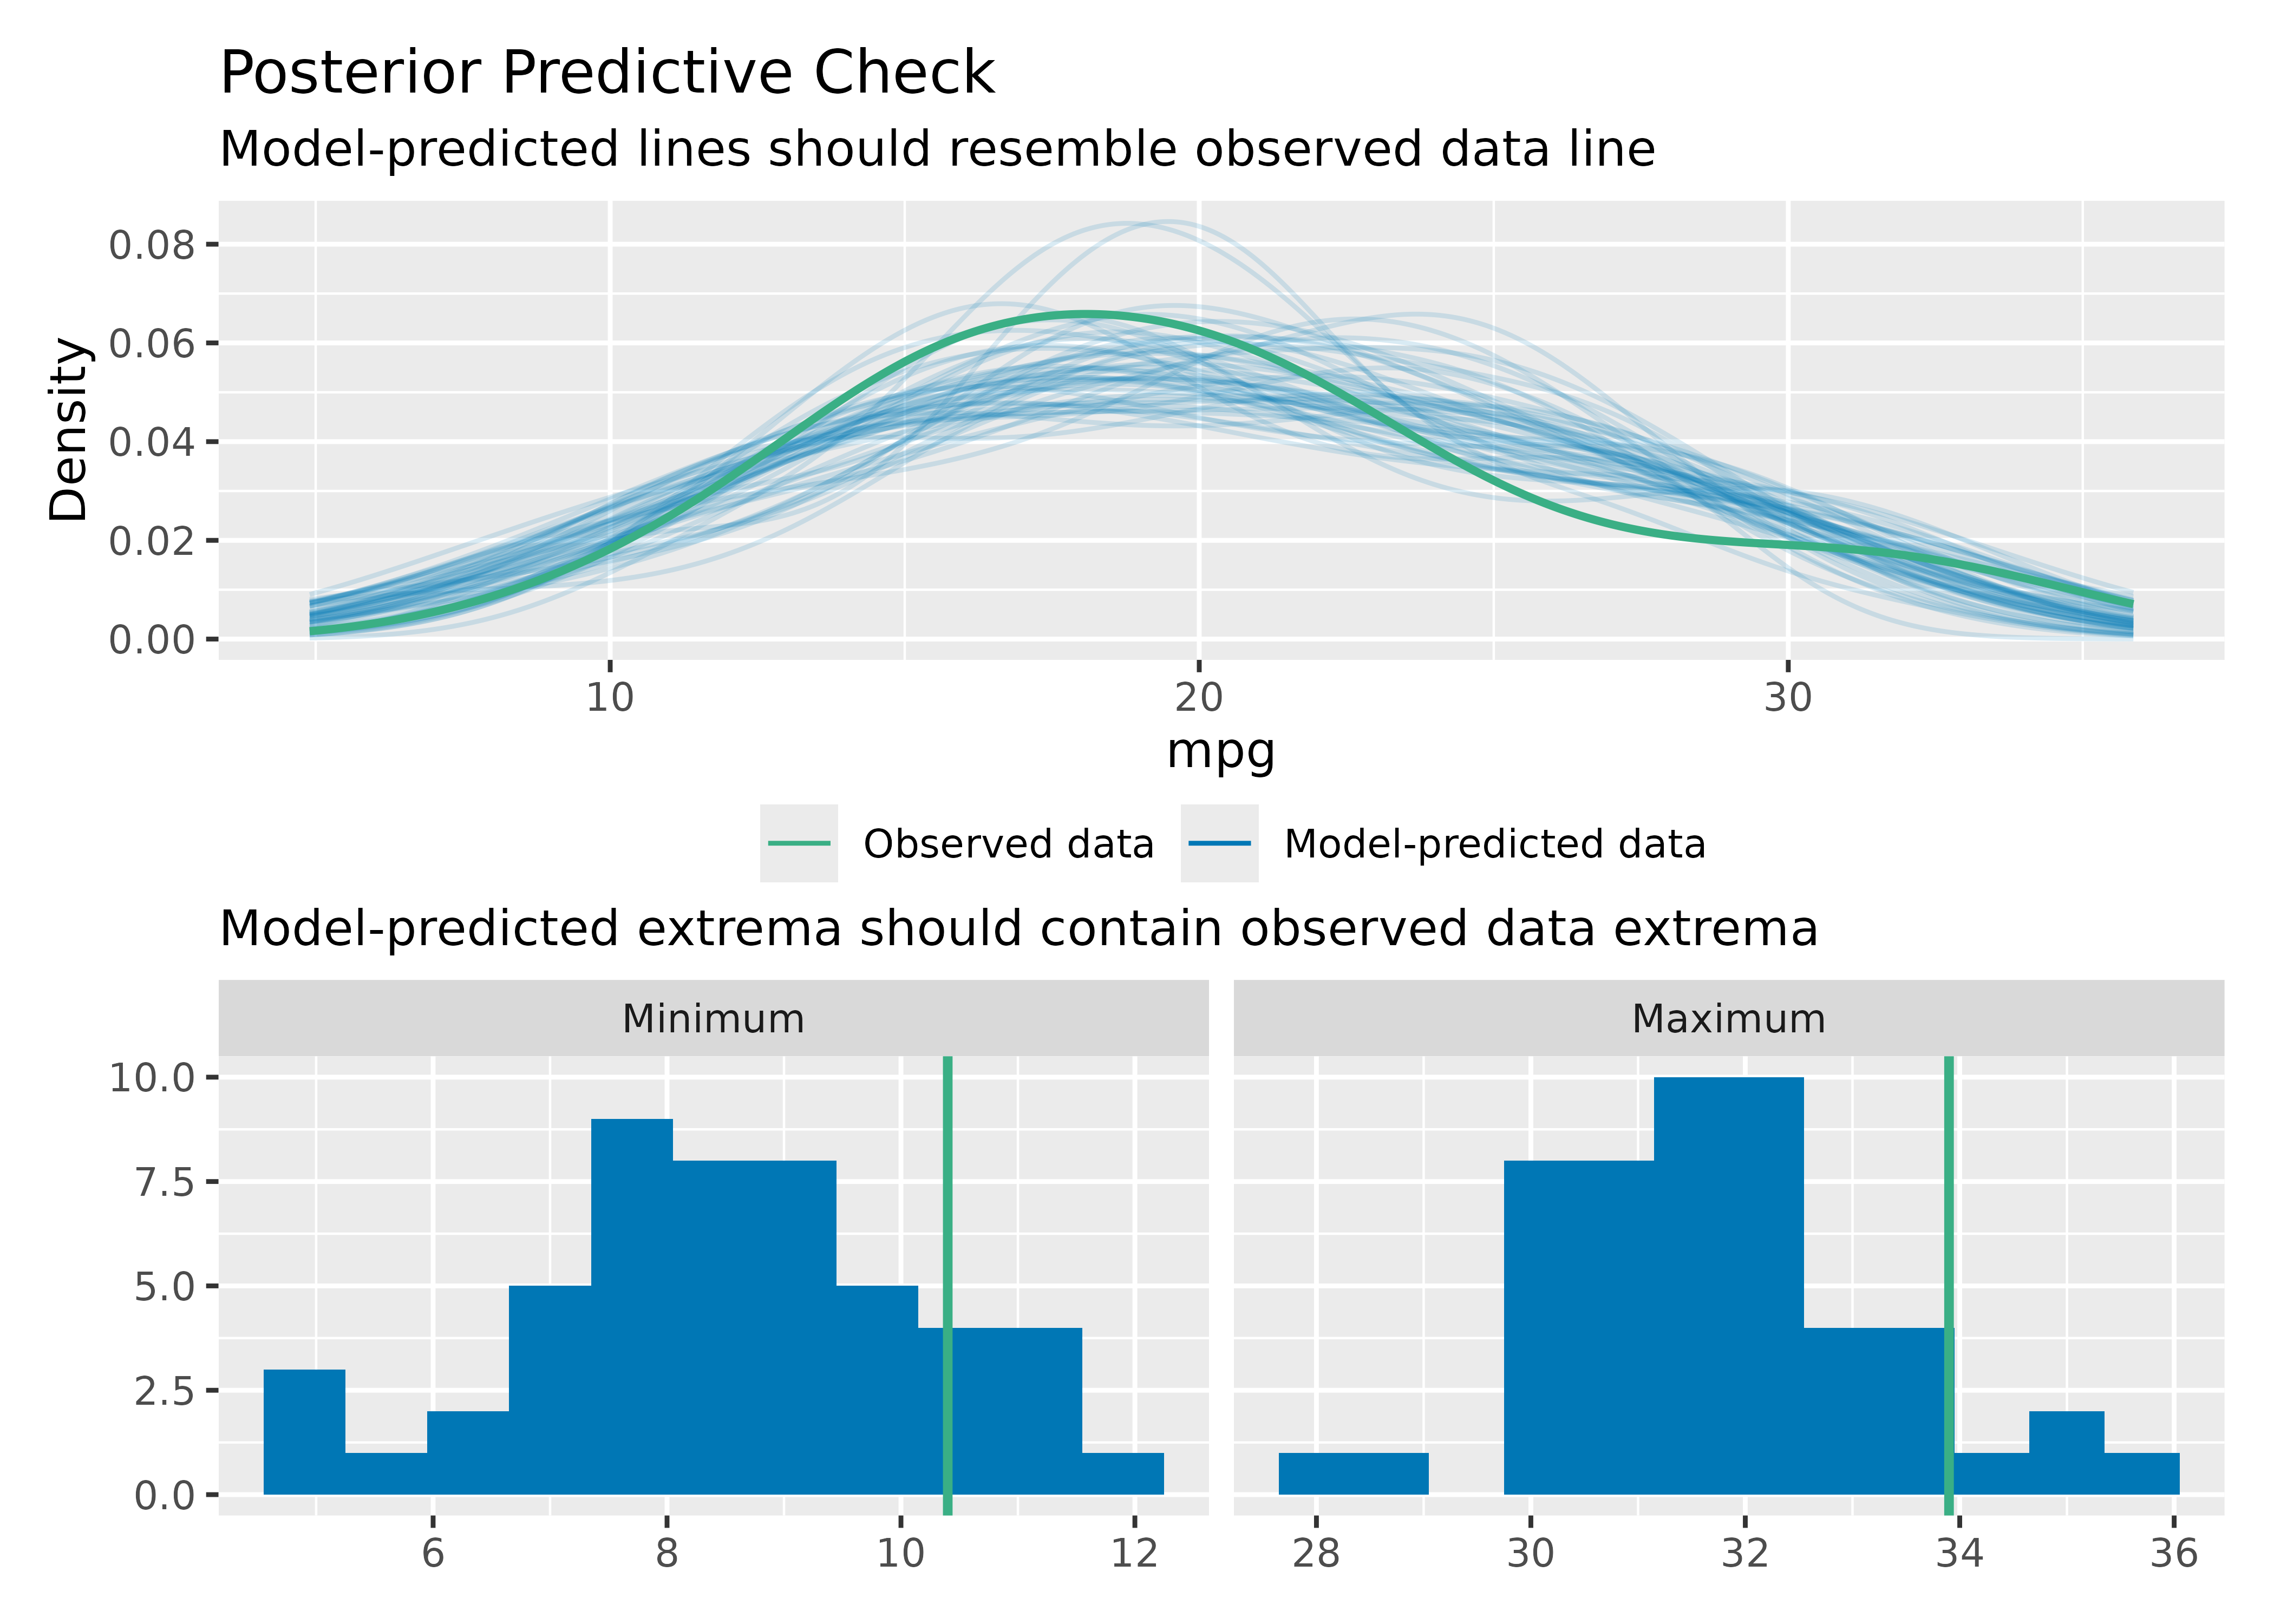 Posterior Predictive Check
Model-predicted lines should resemble observed data line
Density
0.08
0.06
0.04
0.02
0.00
10 20 30
mpg
Observed data Model-predicted data
Model-predicted extrema should contain observed data extrema
Minimum Maximum
10.0
7.5
5.0
2.5
0.0
6 8 10 12 28 30 32 34 36